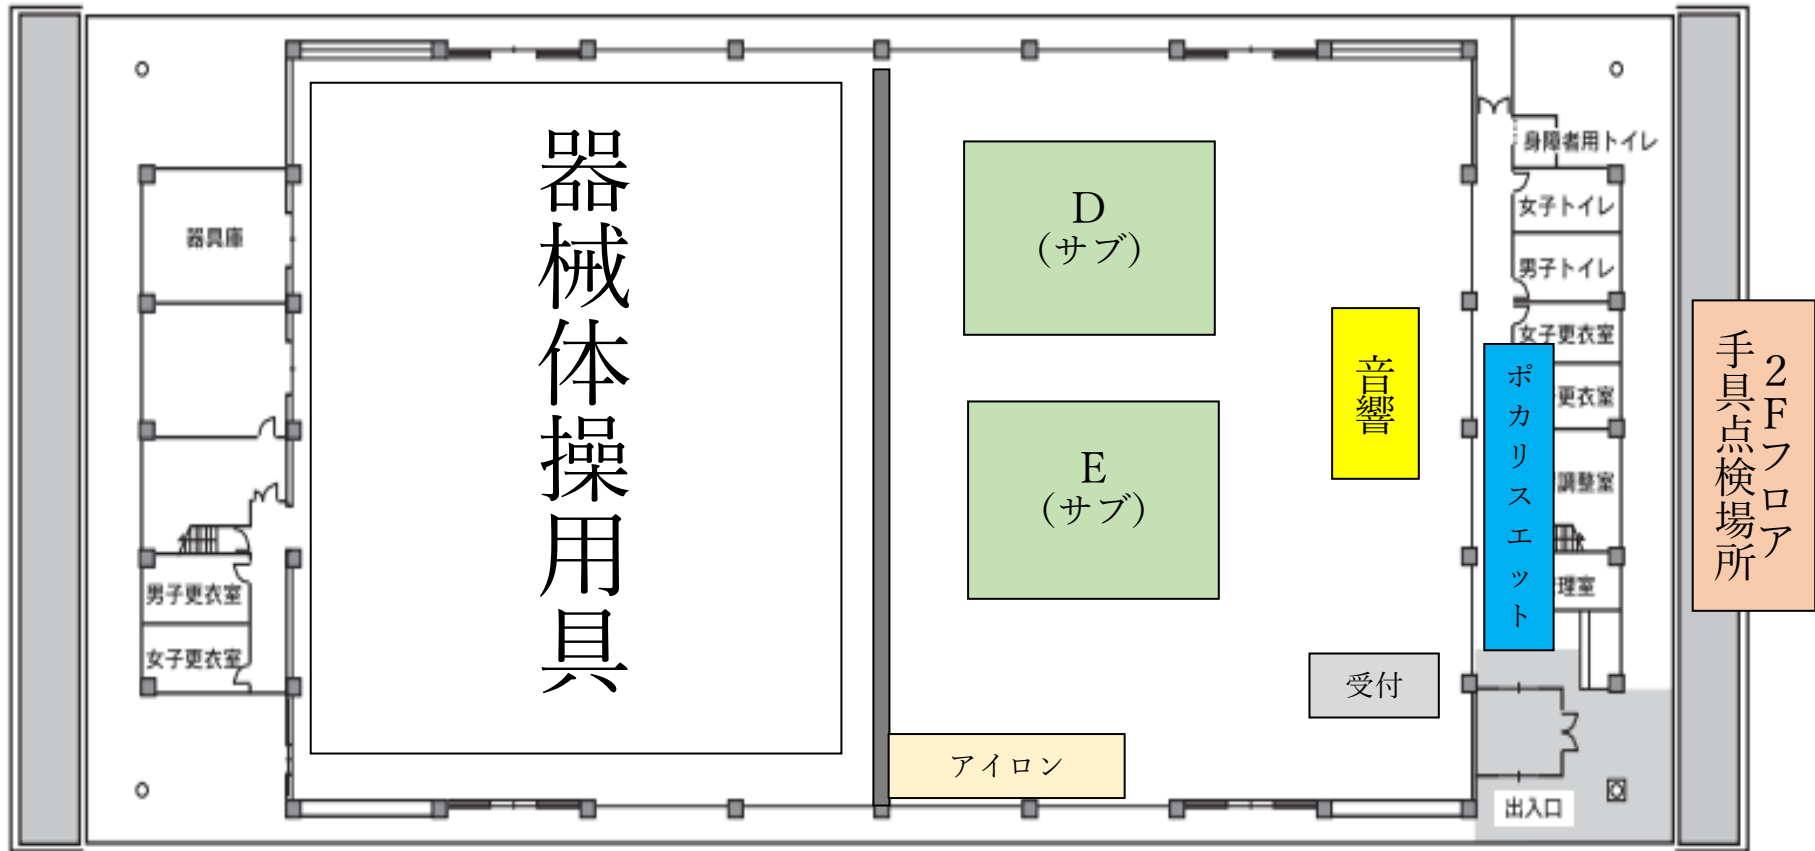 器械体操用具
D
（サブ）
E
（サブ）
音響
受付
アイロン
ポカリスエット
2Fフロア
手具点検場所
器具庫
男子更衣室
女子更衣室
身障者用トイレ
女子トイレ
男子トイレ
女子更衣室
更衣室
調整室
理室
出入口